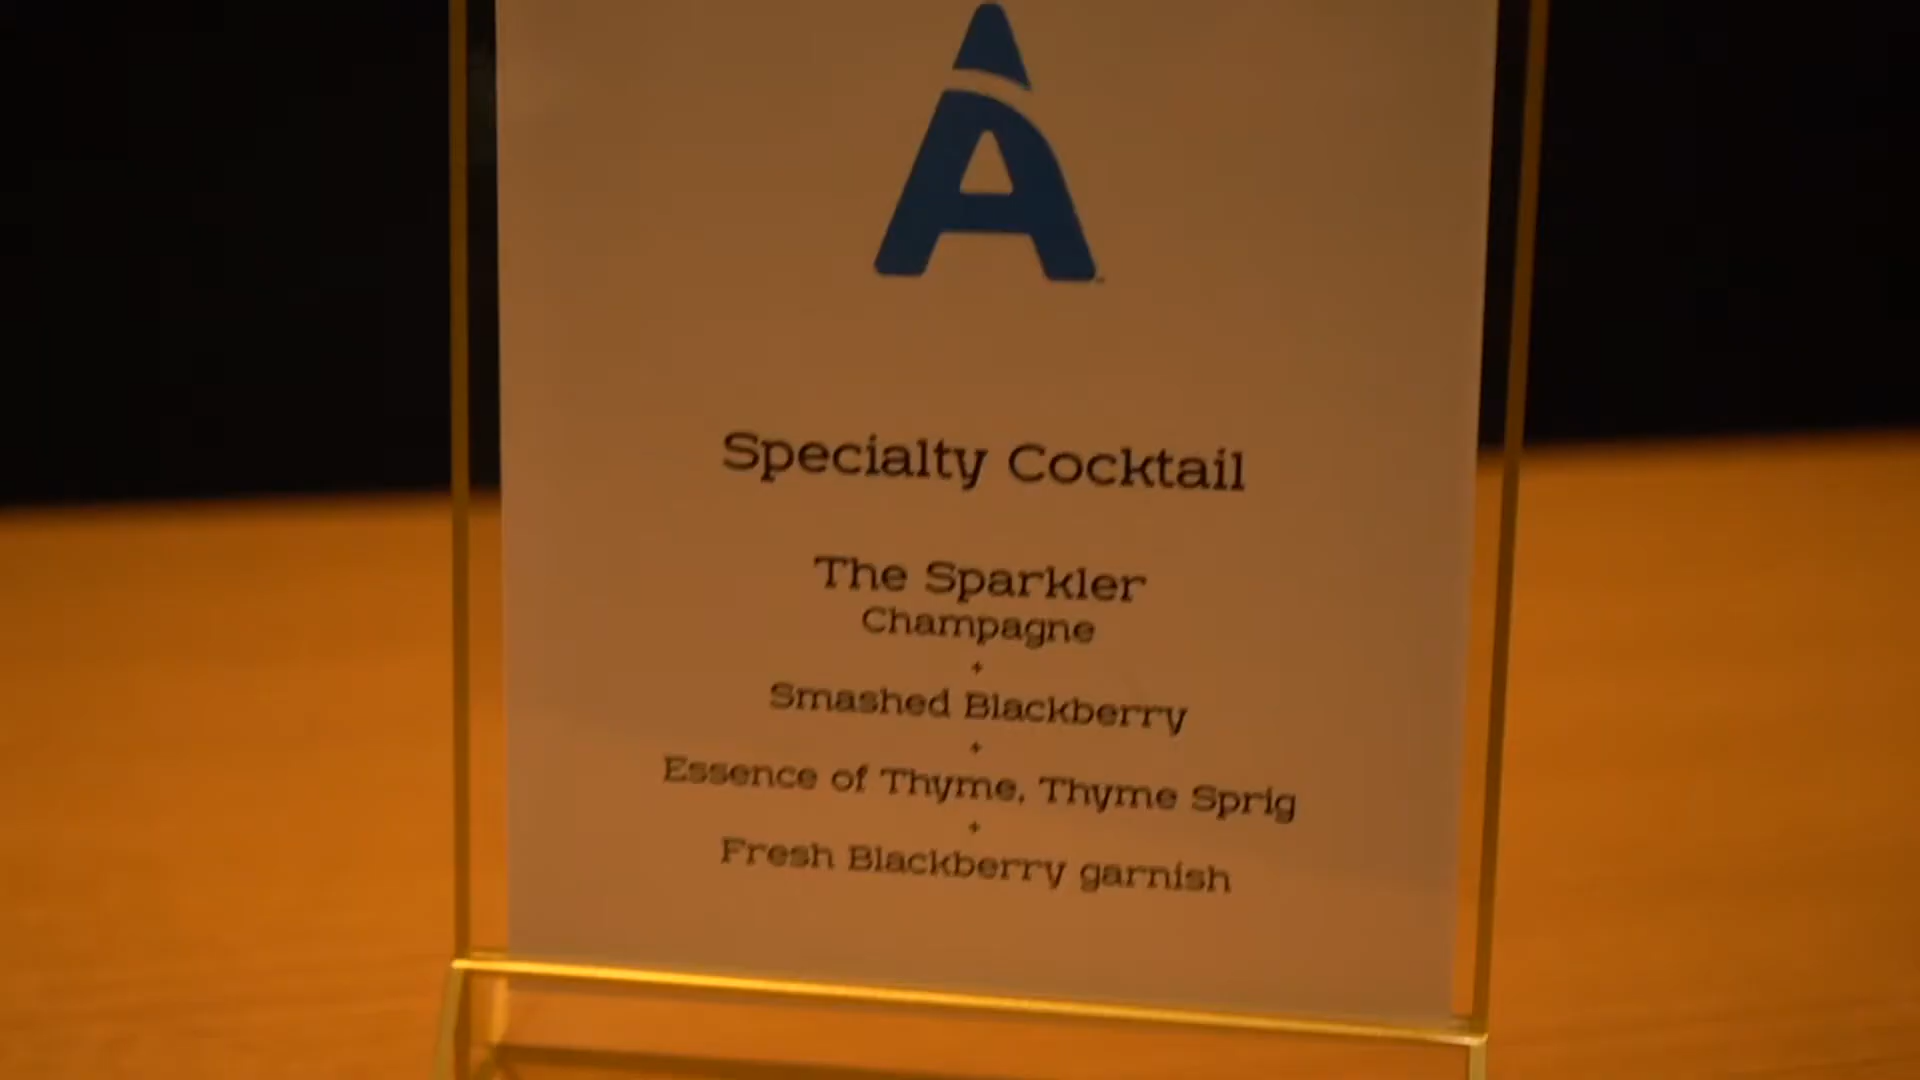 A
Specialty Cocktail
The Sparkler
Champagne
+
Smashed Blackberry
+
Essence of Thyme, Thyme Sprig
+
Fresh Blackberry garnish